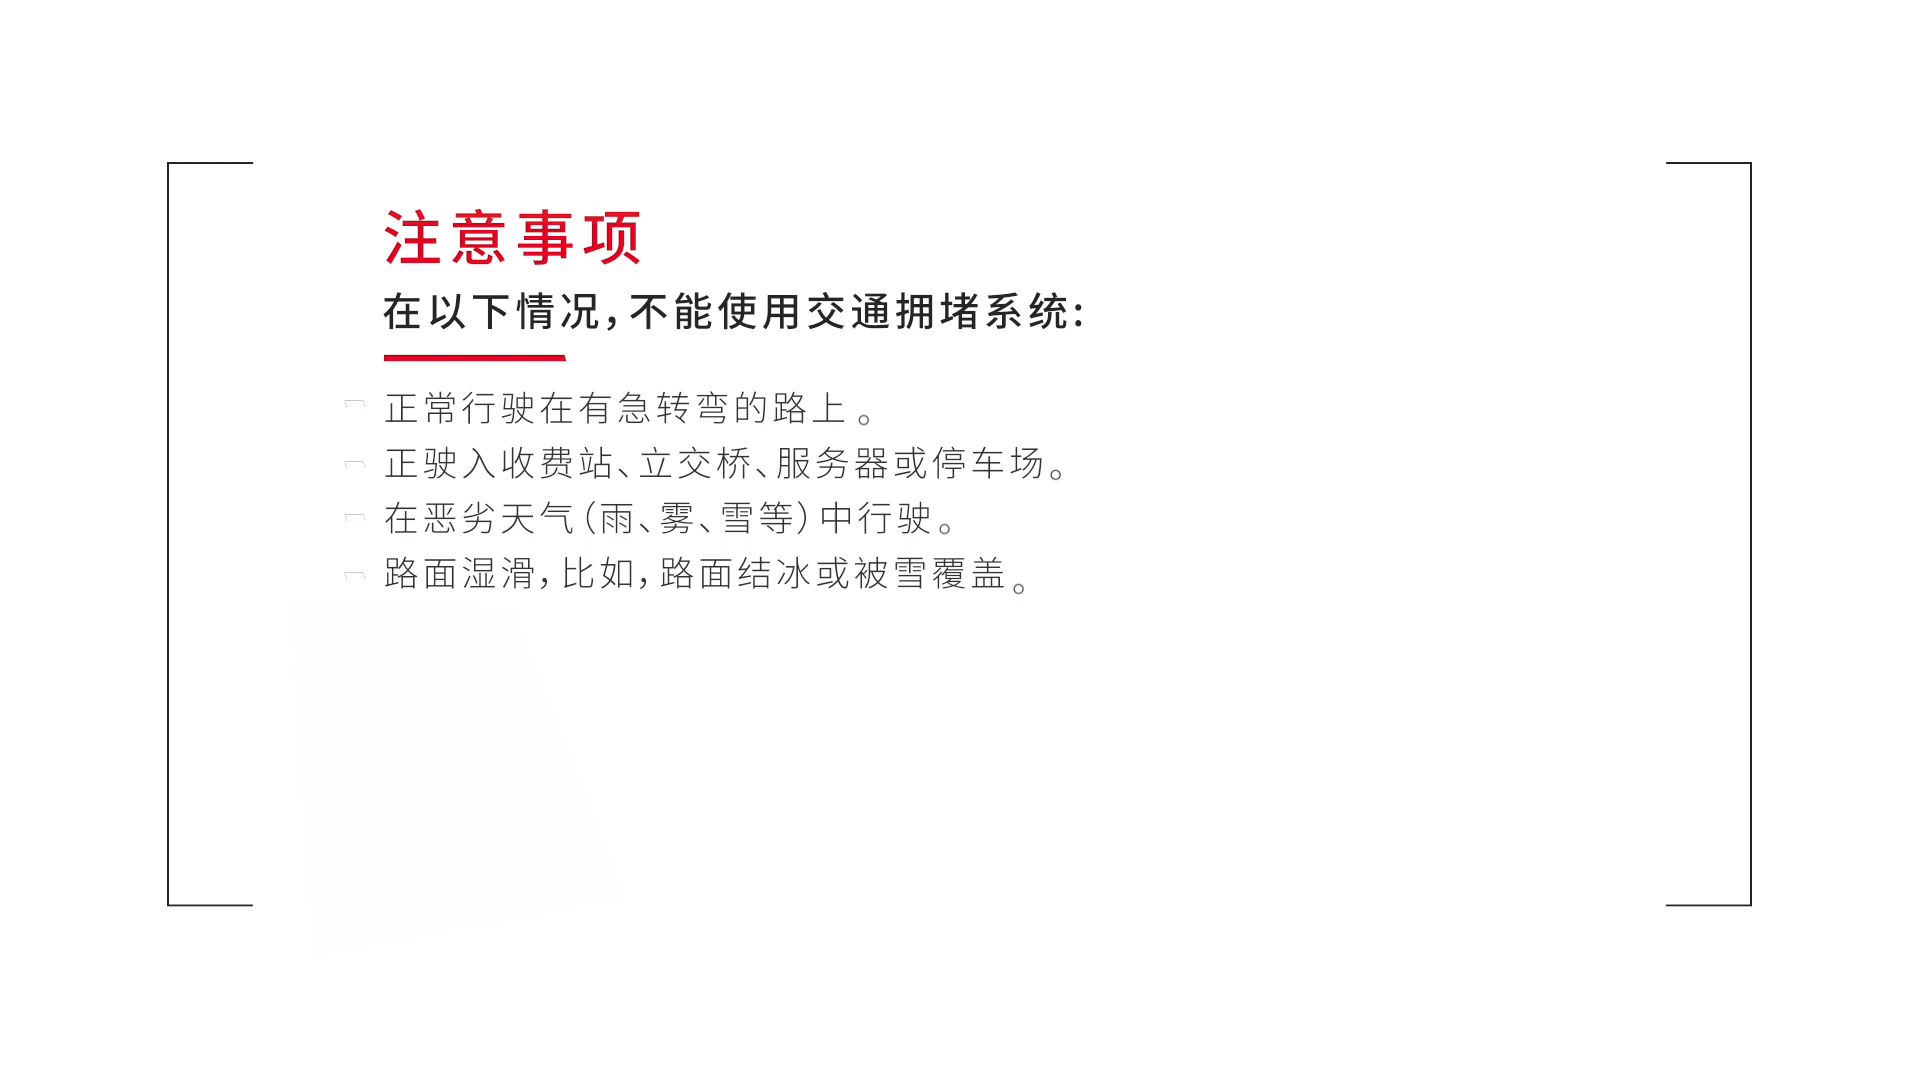 注意事项
在以下情况，不能使用交通拥堵系统：
正常行驶在有急转弯的路上。
正驶入收费站、立交桥、服务器或停车场。
在恶劣天气（雨、雾、雪等）中行驶。
路面湿滑，比如，路面结冰或被雪覆盖。